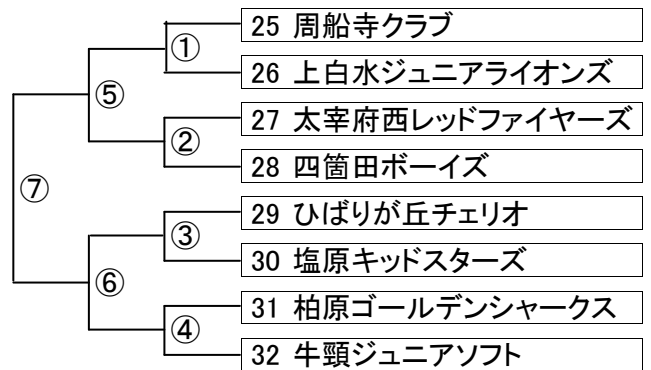 25 周船寺クラブ
①
26 上白水ジュニアライオンズ
⑤
27 太宰府西レッドファイヤーズ
②
28 四箇田ボーイズ
⑦
29 ひばりが丘チェリオ
③
30 塩原キッドスターズ
⑥
31 柏原ゴールデンシャークス
④
32 牛頸ジュニアソフト